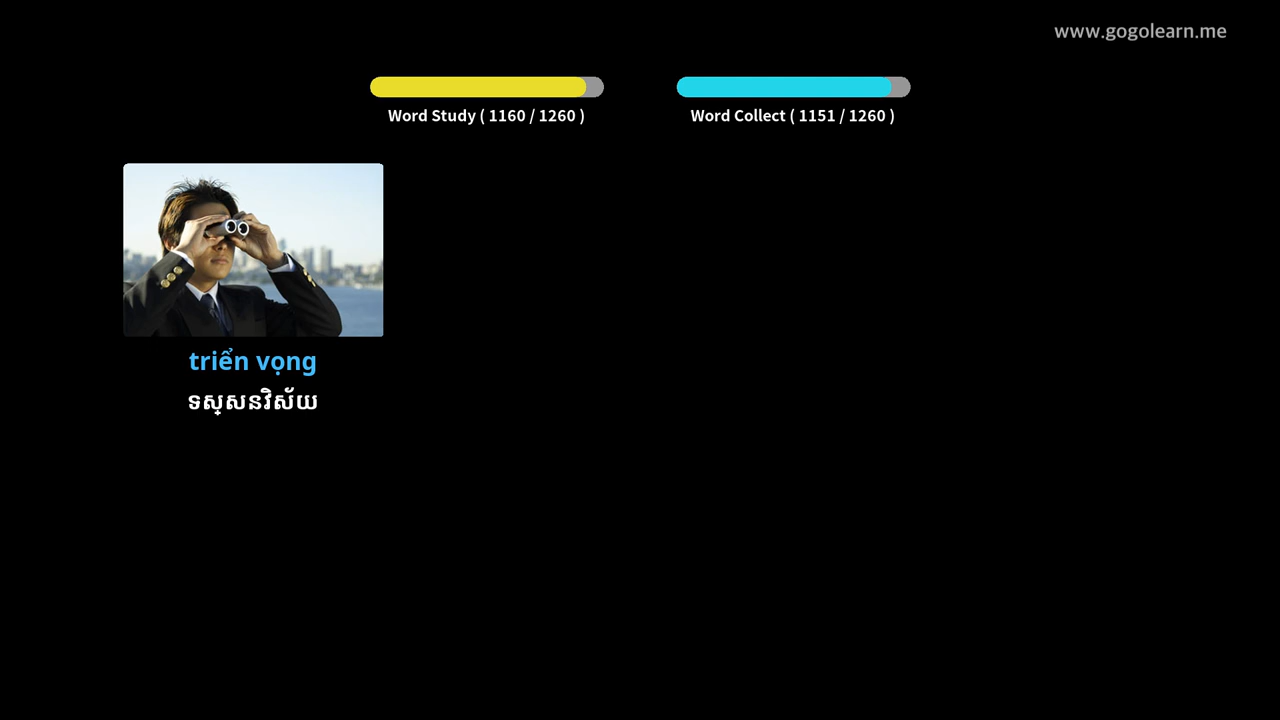 www.gogolearn.me
Word Study ( 1160 / 1260 )
Word Collect ( 1151 / 1260 )
triển vọng
ទស្សនវិស័យ